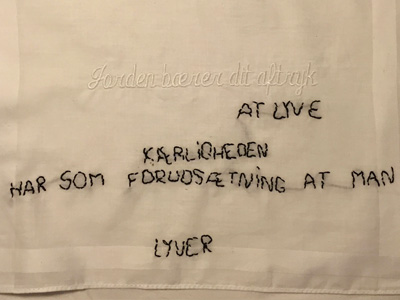 Jorden bærer dit aftryk
AT LYVE
KÆRLIGHEDEN
HAR SOM FORUDSÆTNING AT MAN
LYVER